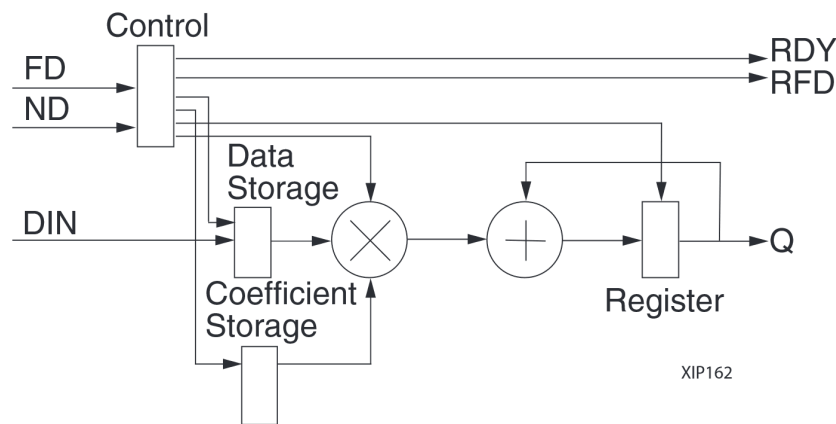 Control
RDY
FD
RFD
ND
Data
Storage
DIN
Q
Coefficient
Storage
Register
XIP162